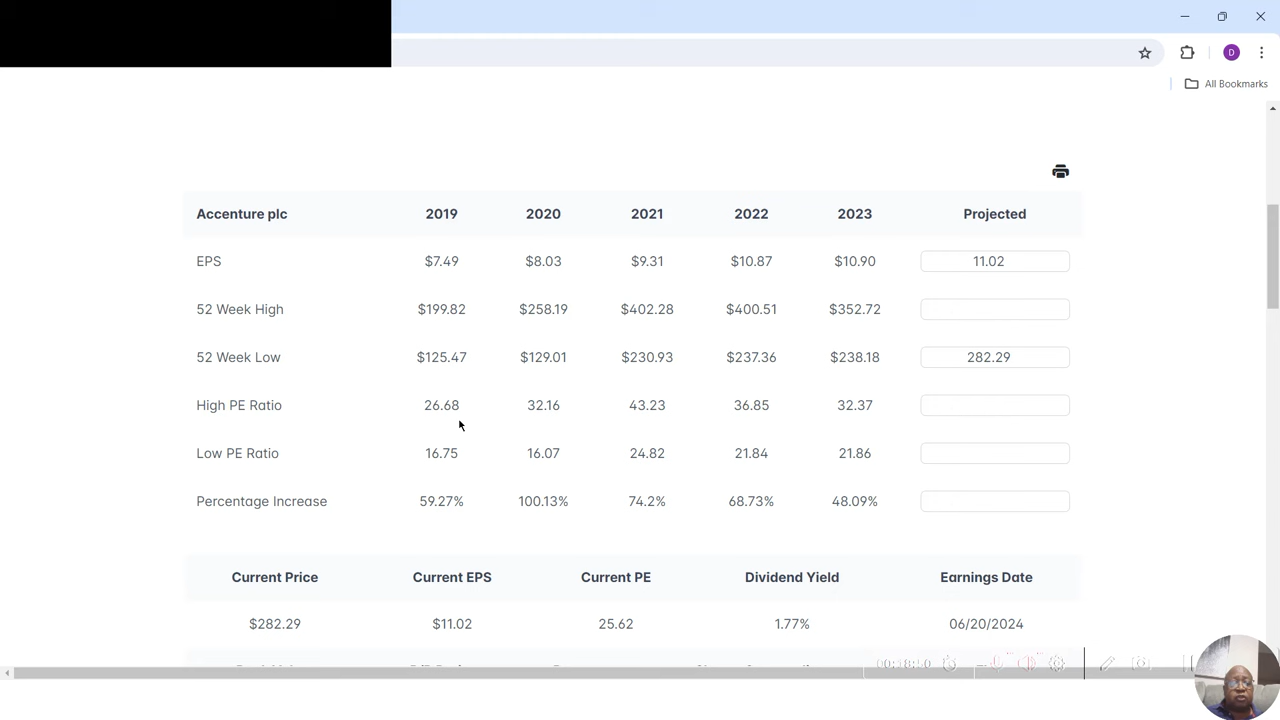 D
All Bookmarks
Accenture plc 2019 2020 2021 2022 2023 Projected
EPS $7.49 $8.03 $9.31 $10.87 $10.90 11.02
52 Week High $199.82 $258.19 $402.28 $400.51 $352.72
52 Week Low $125.47 $129.01 $230.93 $237.36 $238.18 282.29
High PE Ratio 26.68 32.16 43.23 36.85 32.37
Low PE Ratio 16.75 16.07 24.82 21.84 21.86
Percentage Increase 59.27% 100.13% 74.2% 68.73% 48.09%
Current Price Current EPS Current PE Dividend Yield Earnings Date
$282.29 $11.02 25.62 1.77% 06/20/2024